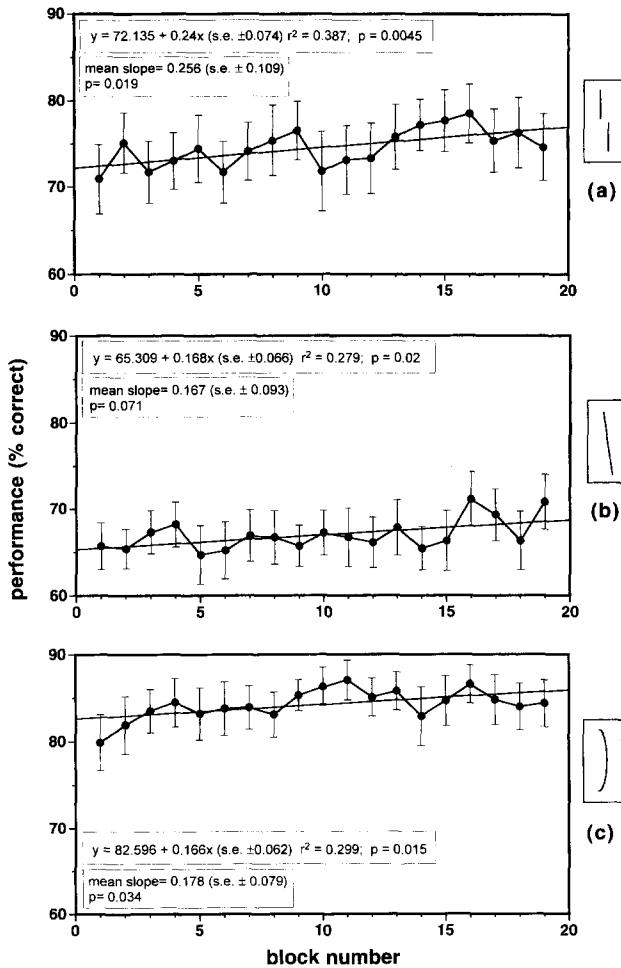 90
y = 72.135 + 0.24x (s.e. ±0.074) r² = 0.387; p = 0.0045
mean slope= 0.256 (s.e. ± 0.109)
p= 0.019
80
70
60
0 5 10 15 20
(a)
90
y = 65.309 + 0.168x (s.e. ±0.066) r² = 0.279; p = 0.02
mean slope= 0.167 (s.e. ± 0.093)
p= 0.071
80
70
60
0 5 10 15 20
(b)
performance (% correct)
90
80
70
y = 82.596 + 0.166x (s.e. ±0.062) r² = 0.299; p = 0.015
mean slope= 0.178 (s.e. ± 0.079)
p= 0.034
60
0 5 10 15 20
(c)
block number